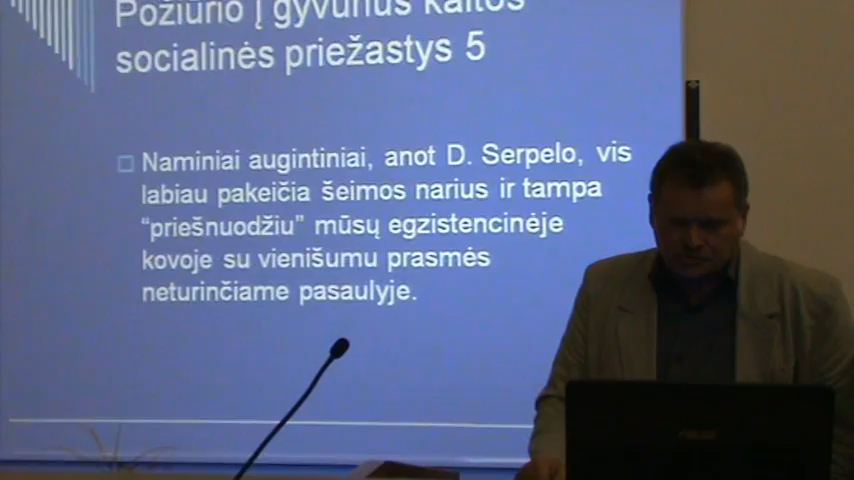 Požiūrio į gyvūnus kaitos
socialinės priežastys 5
Naminiai augintiniai, anot D. Serpelo, vis
labiau pakeičia šeimos narius ir tampa
“priešnuodžiu” mūsų egzistencinėje
kovoje su vienišumu prasmės
neturinčiame pasaulyje.